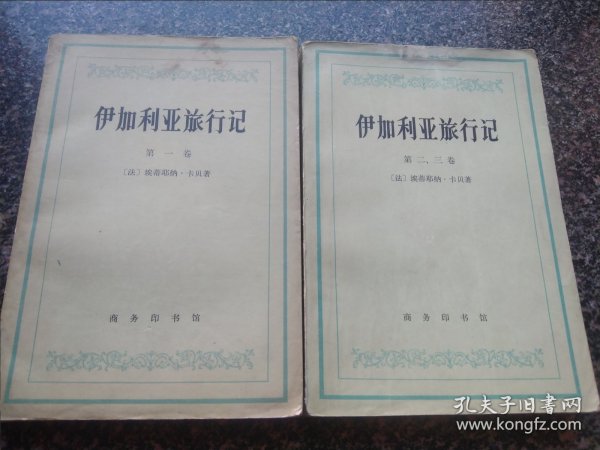 伊加利亚旅行记
第一卷
〔法〕埃蒂耶纳·卡贝著
商务印书馆
伊加利亚旅行记
第二、三卷
〔法〕埃蒂耶纳·卡贝著
商务印书馆
孔夫子旧書网
www.kongfz.com